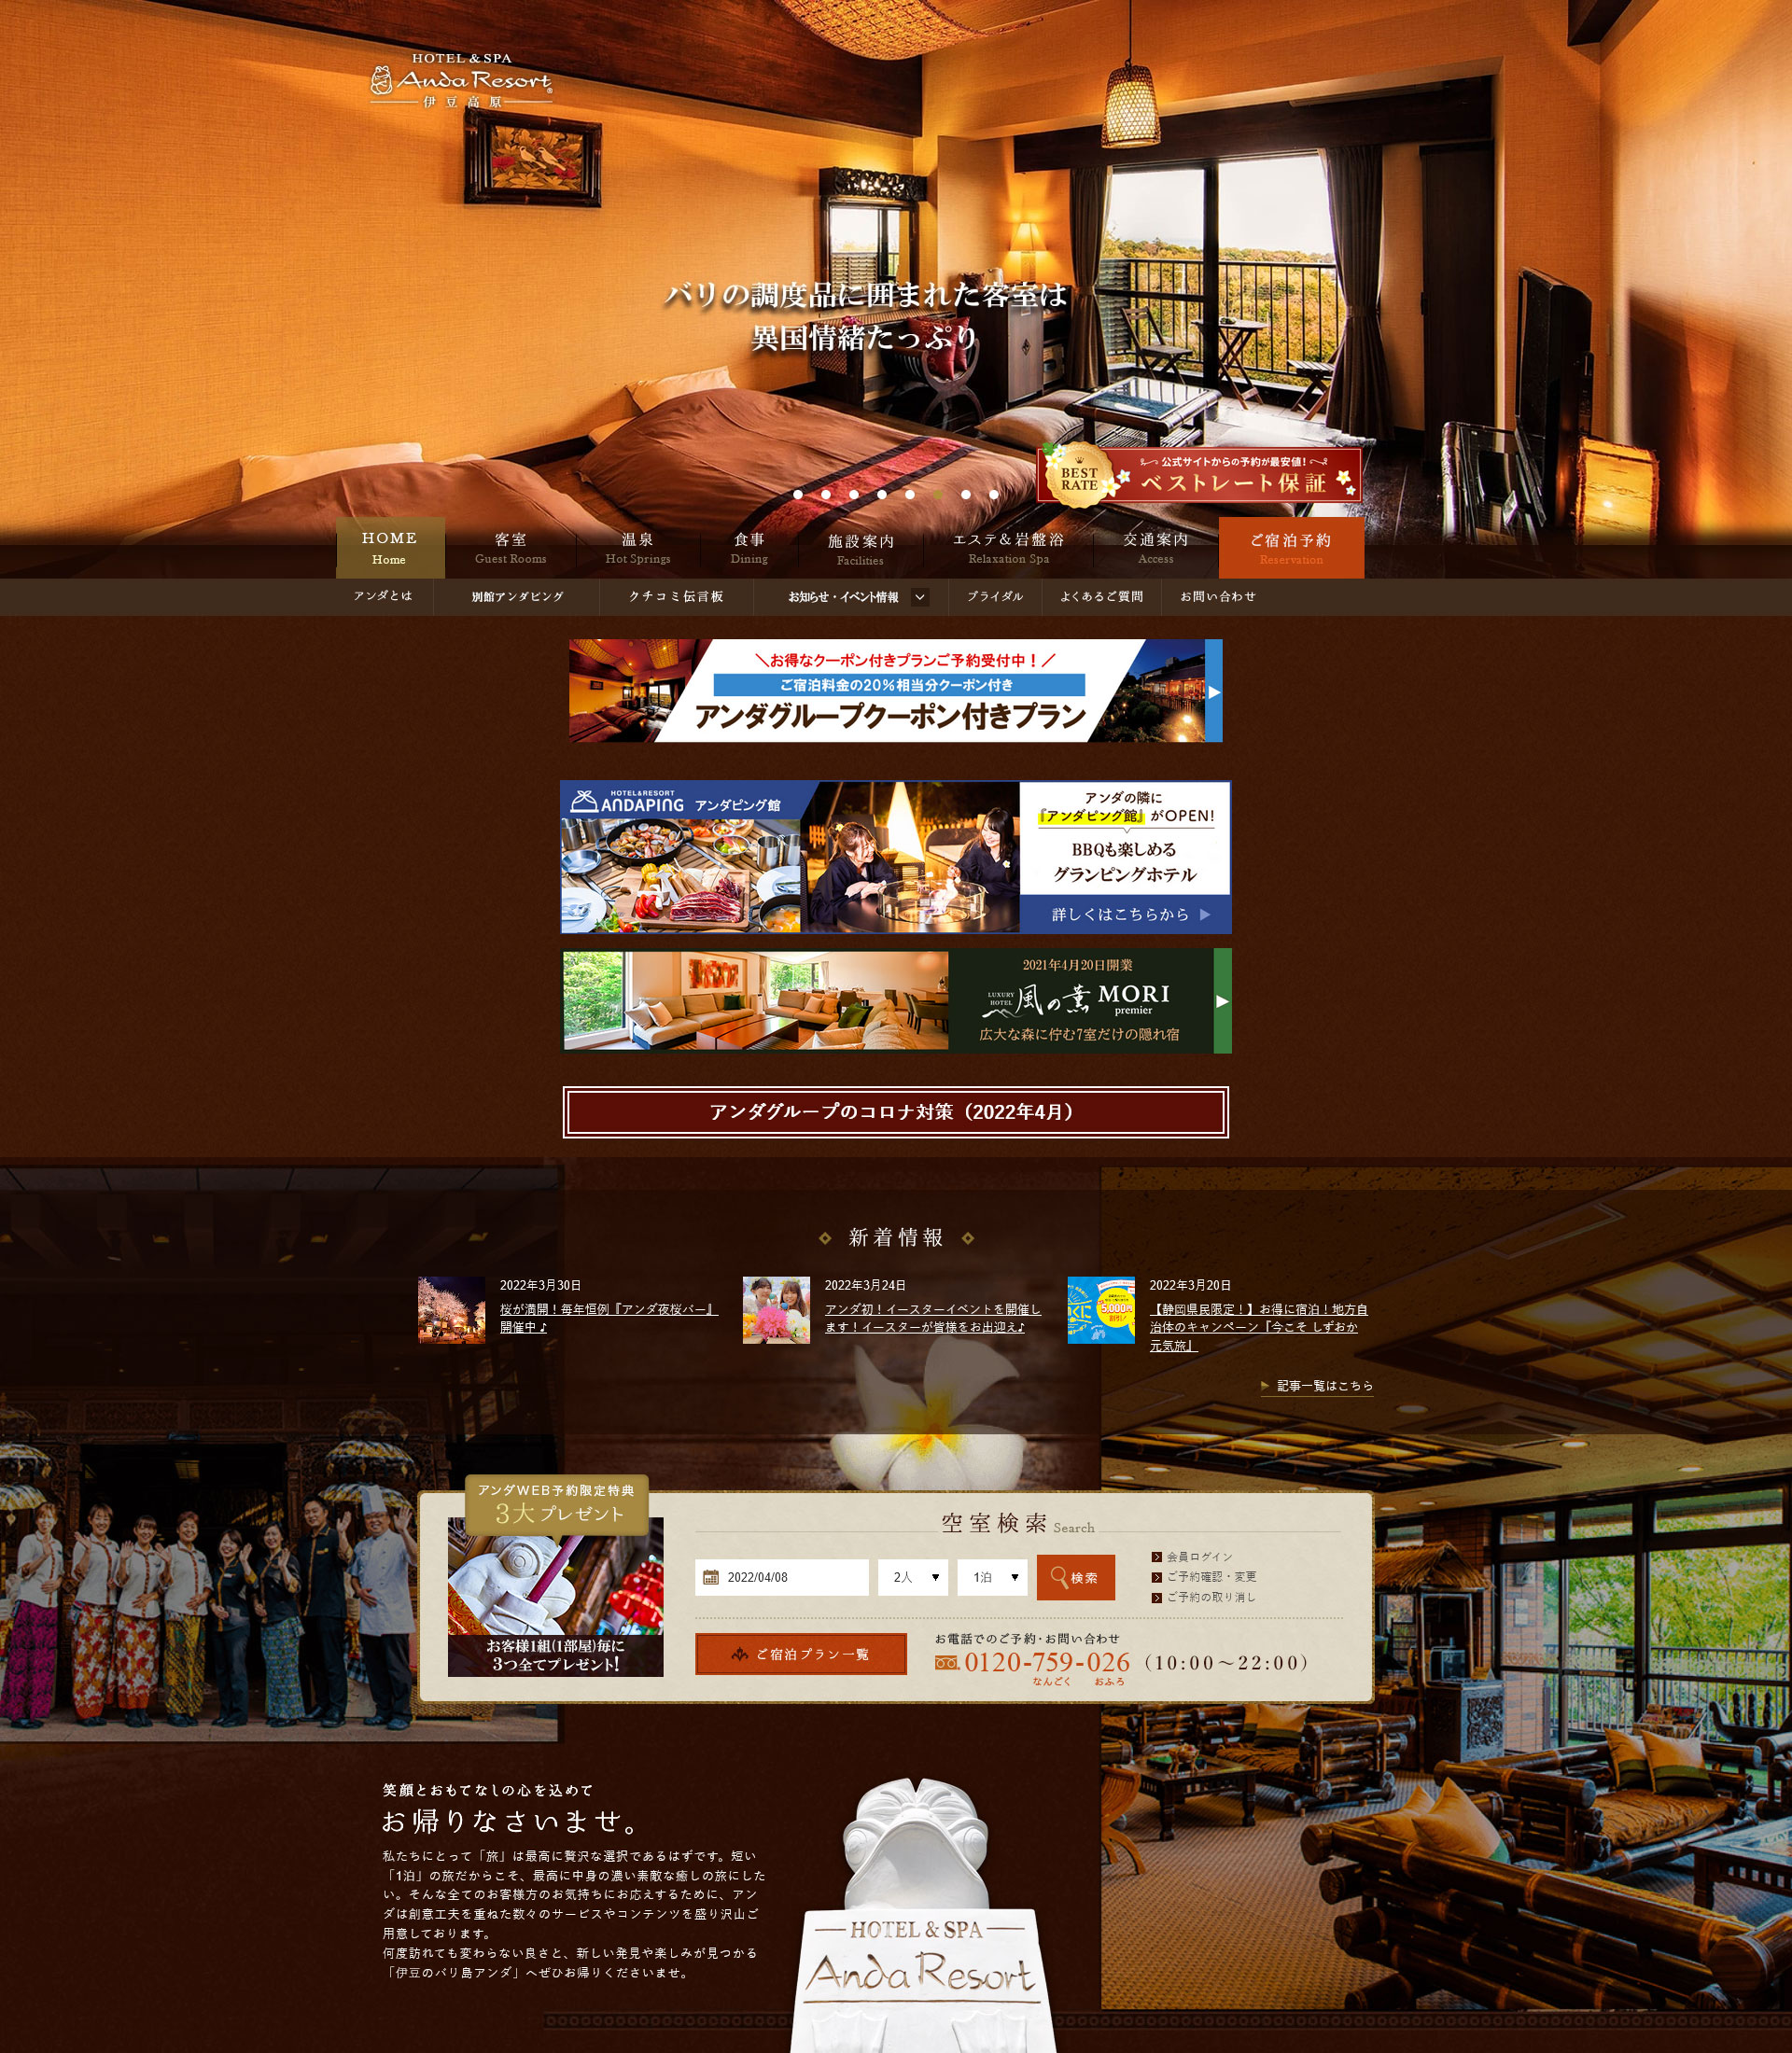 HOTEL & SPA
Anda Resort®
伊豆高原
バリの調度品に囲まれた客室は
異国情緒たっぷり
BEST RATE
公式サイトからの予約が最安値！
ベストレート保証
HOME
Home
客室
Guest Rooms
温泉
Hot Springs
食事
Dining
施設案内
Facilities
エステ&岩盤浴
Relaxation Spa
交通案内
Access
ご宿泊予約
Reservation
アンダとは
別館アンダピング
クチコミ伝言板
お知らせ・イベント情報
ブライダル
よくあるご質問
お問い合わせ
＼お得なクーポン付きプランご予約受付中！／
ご宿泊料金の20%相当分クーポン付き
アンダグループクーポン付きプラン
HOTEL&RESORT
ANDAPING アンダピング館
アンダの隣に
『アンダピング館』がOPEN!
BBQも楽しめる
グランピングホテル
詳しくはこちらから
2021年4月20日開業
LUXURY HOTEL 風の薫 MORI premier
広大な森に佇む7室だけの隠れ宿
アンダグループのコロナ対策（2022年4月）
新着情報
2022年3月30日
桜が満開！毎年恒例『アンダ夜桜バー』
開催中♪
2022年3月24日
アンダ初！イースターイベントを開催し
ます！イースターが皆様をお出迎え♪
5,000円
割引!
2022年3月20日
【静岡県民限定！】お得に宿泊！地方自
治体のキャンペーン『今こそ しずおか
元気旅』
記事一覧はこちら
アンダWEB予約限定特典
3大プレゼント
お客様1組(1部屋)毎に
3つ全てプレゼント!
空室検索 Search
2022/04/08
2人
1泊
検索
会員ログイン
ご予約確認・変更
ご予約の取り消し
ご宿泊プラン一覧
お電話でのご予約・お問い合わせ
0120-759-026（10:00〜22:00）
なんごく おふろ
笑顔とおもてなしの心を込めて
お帰りなさいませ。
私たちにとって「旅」は最高に贅沢な選択であるはずです。短い
「1泊」の旅だからこそ、最高に中身の濃い素敵な癒しの旅にした
い。そんな全てのお客様方のお気持ちにお応えするために、アン
ダは創意工夫を重ねた数々のサービスやコンテンツを盛り沢山ご
用意しております。
何度訪れても変わらない良さと、新しい発見や楽しみが見つかる
「伊豆のバリ島アンダ」へぜひお帰りくださいませ。
HOTEL & SPA
Anda Resort